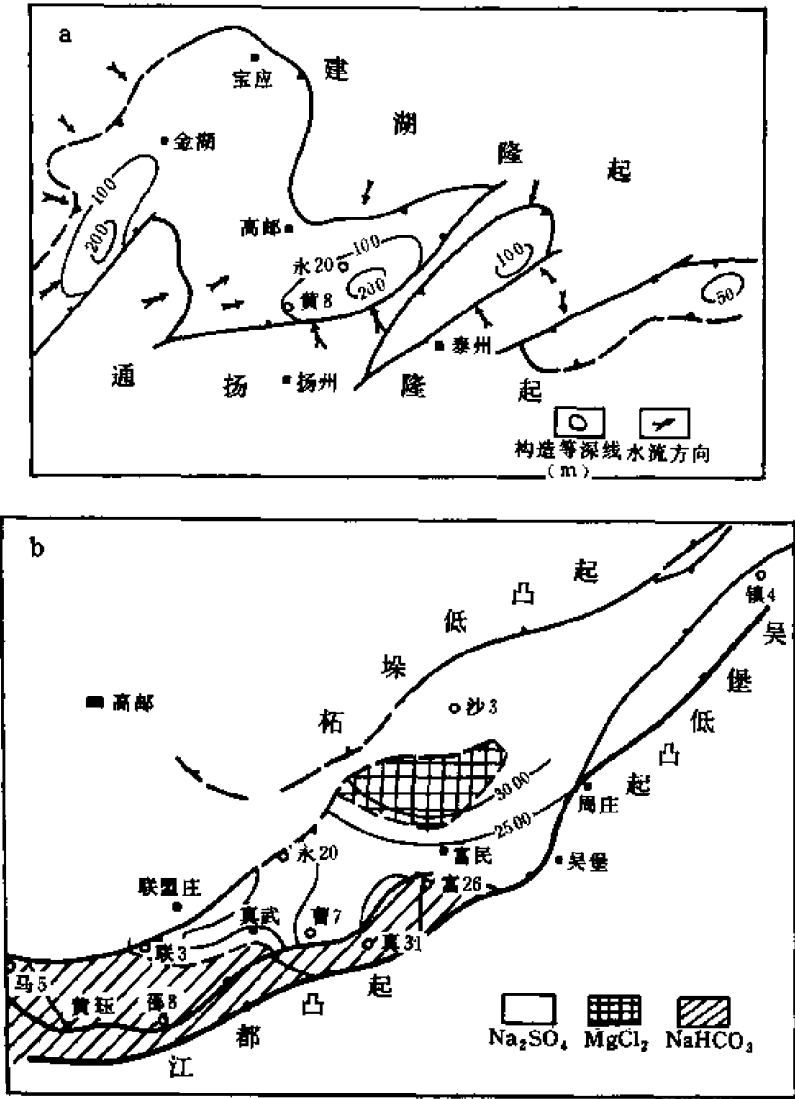 a
宝应
建
湖
隆
起
金湖
100
200
高邮
永20
100
200
黄8
100
50
泰州
通
扬
扬州
隆
起
构造等深线
(m)
水流方向
b
起
凸
低
垛
柘
镇4
吴
堡
低
凸
起
高邮
沙3
3000
2500
周庄
永20
富民
吴堡
联盟庄
富26
真武
曹7
联3
真31
马5
黄珏
邵8
江
都
凸
起
Na₂SO₄ MgCl₂ NaHCO₃